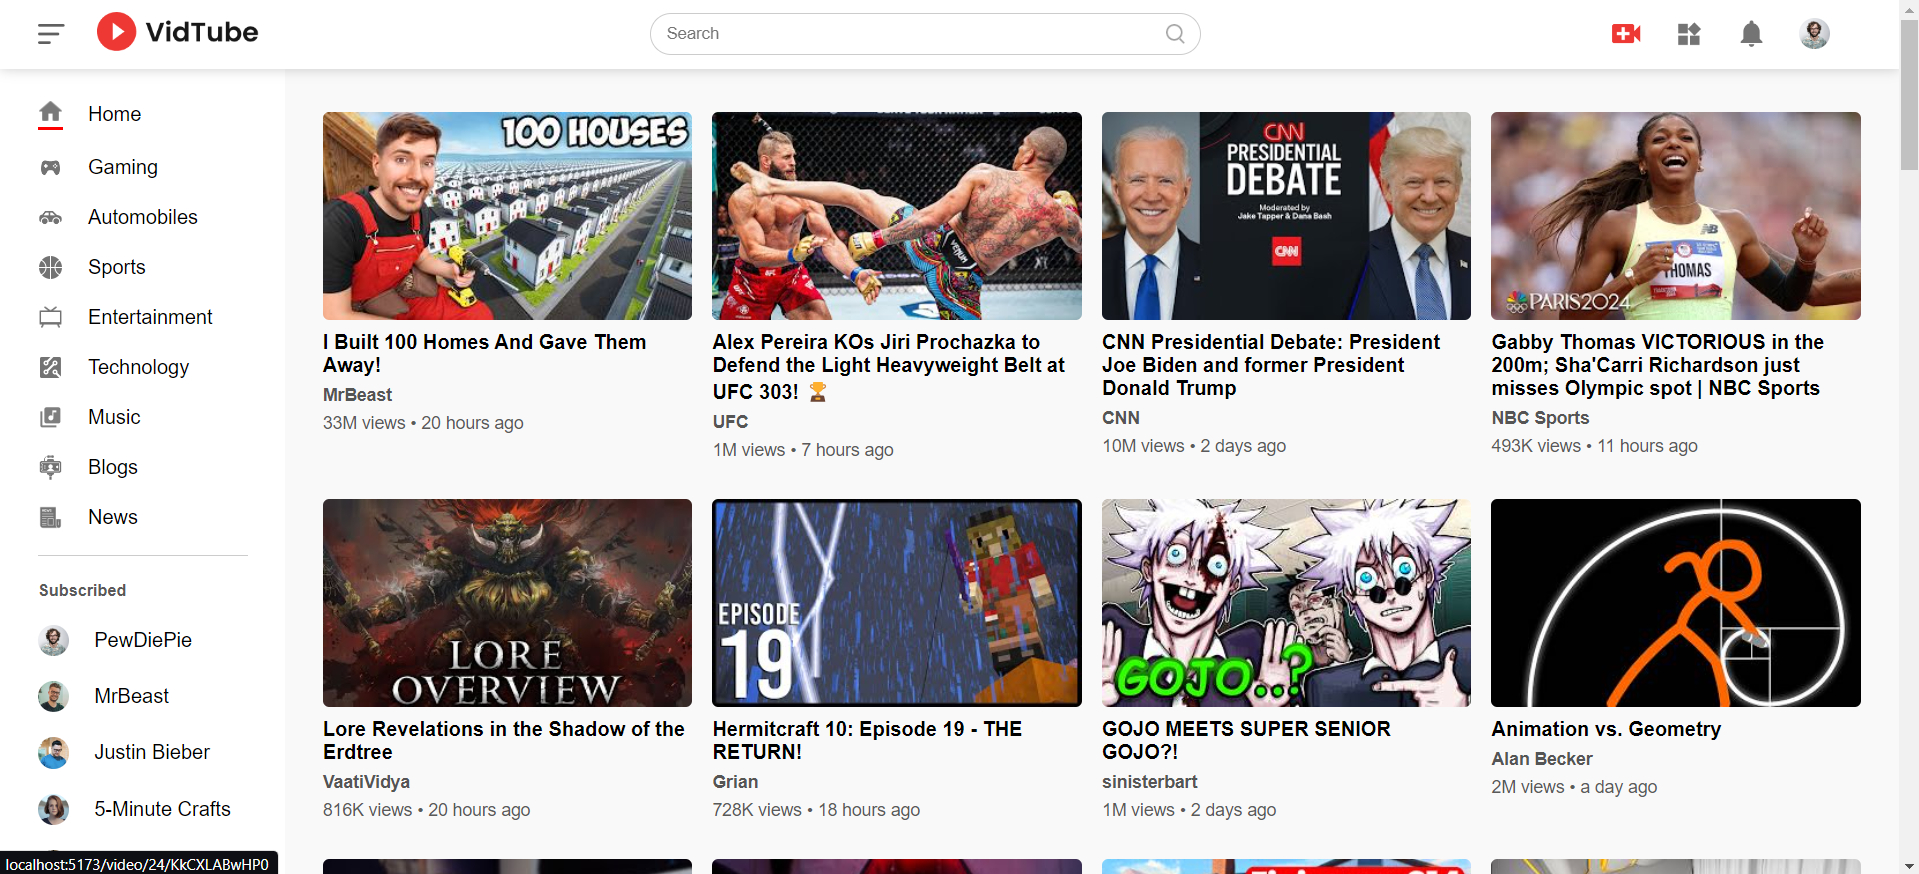 VidTube
Search
Home
Gaming
Automobiles
Sports
Entertainment
Technology
Music
Blogs
News
Subscribed
PewDiePie
MrBeast
Justin Bieber
5-Minute Crafts
localhost:5173/video/24/KkCXLABwHP0
100 HOUSES
I Built 100 Homes And Gave Them
Away!
MrBeast
33M views • 20 hours ago
VENUM
UFC
Alex Pereira KOs Jiri Prochazka to
Defend the Light Heavyweight Belt at
UFC 303! 🏆
UFC
1M views • 7 hours ago
CNN
PRESIDENTIAL
DEBATE
Moderated by
Jake Tapper & Dana Bash
CNN
CNN Presidential Debate: President
Joe Biden and former President
Donald Trump
CNN
10M views • 2 days ago
NB
THOMAS
PARIS2024
Gabby Thomas VICTORIOUS in the
200m; Sha'Carri Richardson just
misses Olympic spot | NBC Sports
NBC Sports
493K views • 11 hours ago
LORE
OVERVIEW
Lore Revelations in the Shadow of the
Erdtree
VaatiVidya
816K views • 20 hours ago
EPISODE
19
Hermitcraft 10: Episode 19 - THE
RETURN!
Grian
728K views • 18 hours ago
GOJO..?
GOJO MEETS SUPER SENIOR
GOJO?!
sinisterbart
1M views • 2 days ago
Animation vs. Geometry
Alan Becker
2M views • a day ago